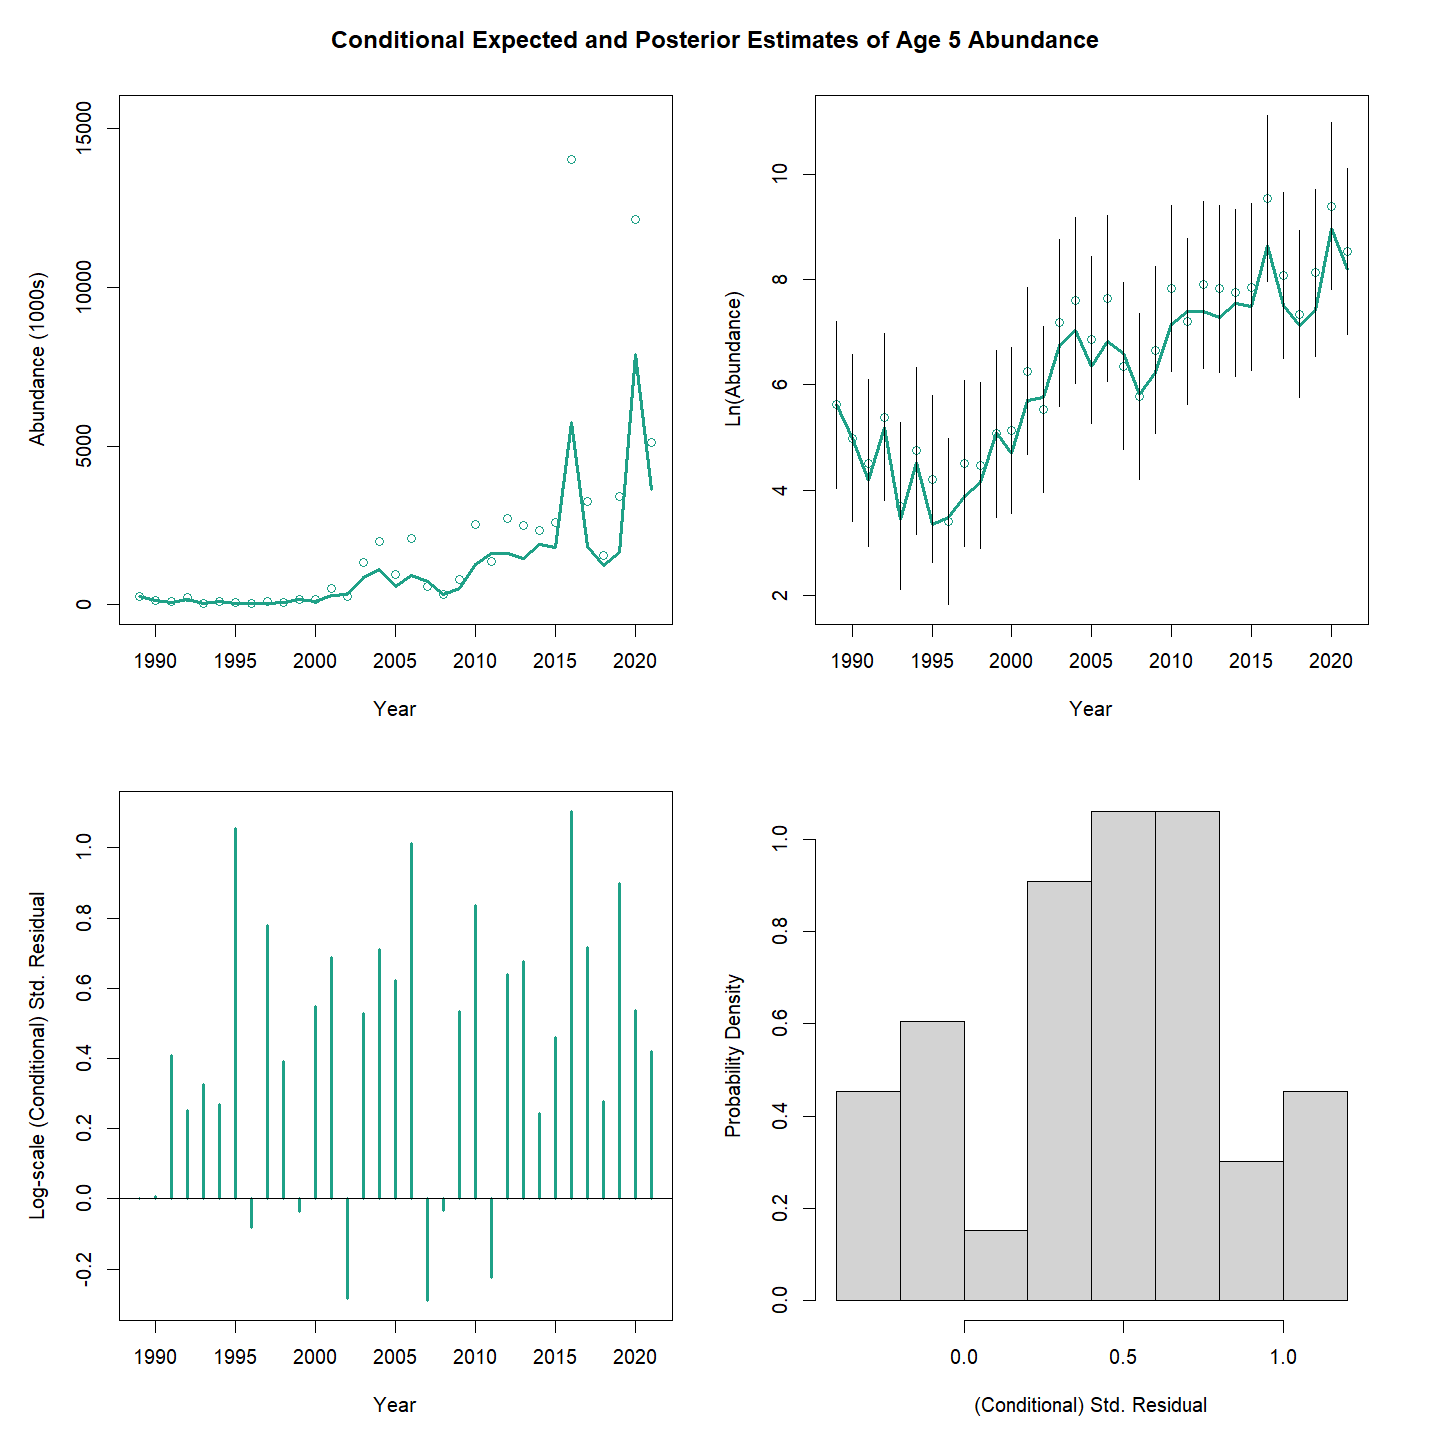 Conditional Expected and Posterior Estimates of Age 5 Abundance
Abundance (1000s)
15000
10000
5000
0
1990 1995 2000 2005 2010 2015 2020
Year
Ln(Abundance)
10
8
6
4
2
1990 1995 2000 2005 2010 2015 2020
Year
Log-scale (Conditional) Std. Residual
1.0
0.8
0.6
0.4
0.2
0.0
-0.2
1990 1995 2000 2005 2010 2015 2020
Year
Probability Density
1.0
0.8
0.6
0.4
0.2
0.0
0.0 0.5 1.0
(Conditional) Std. Residual